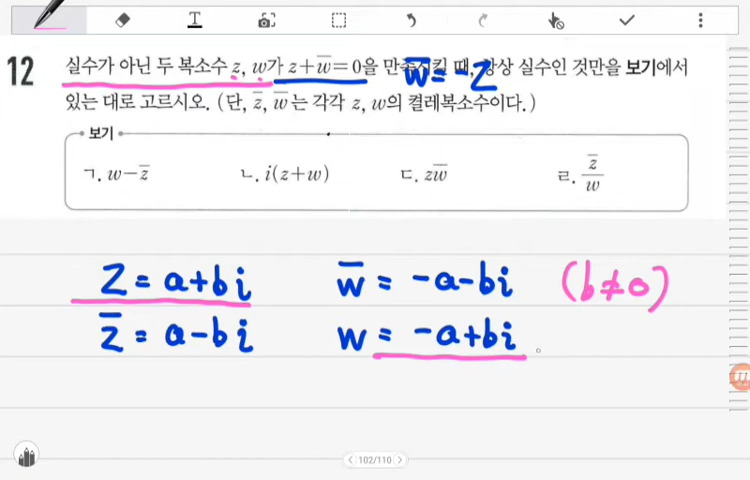 12 실수가 아닌 두 복소수 z, w가 z+w̅=0을 만족시킬 때, 항상 실수인 것만을 보기에서
w̅ = -Z
있는 대로 고르시오. (단, z̅, w̅는 각각 z, w의 켤레복소수이다.)
보기
ㄱ. w−z̅ ㄴ. i(z+w) ㄷ. zw̅ ㄹ. z̅/w
Z = a+bi w̅ = -a-bi (b≠0)
z̅ = a-bi w = -a+bi
102/110